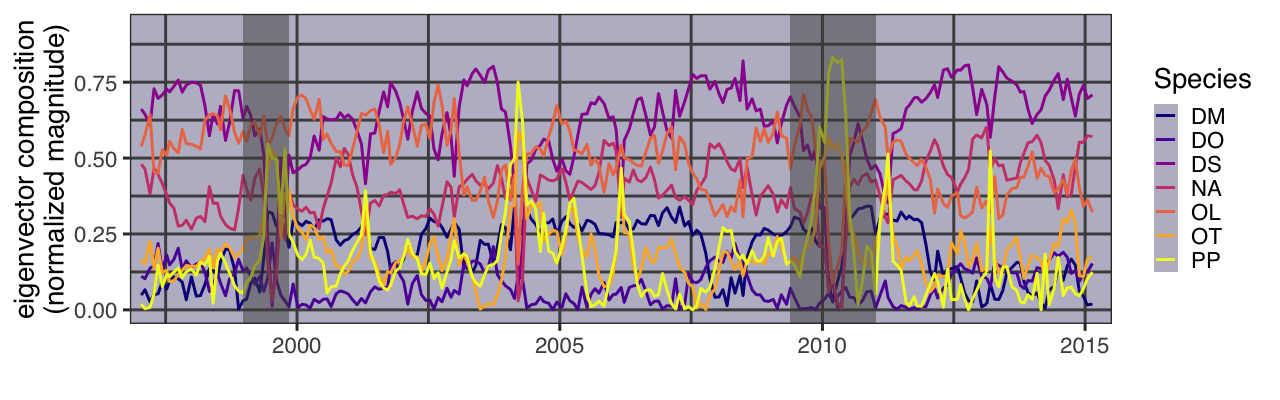 eigenvector composition
(normalized magnitude)
0.75
0.50
0.25
0.00
2000
2005
2010
2015
Species
DM
DO
DS
NA
OL
OT
PP